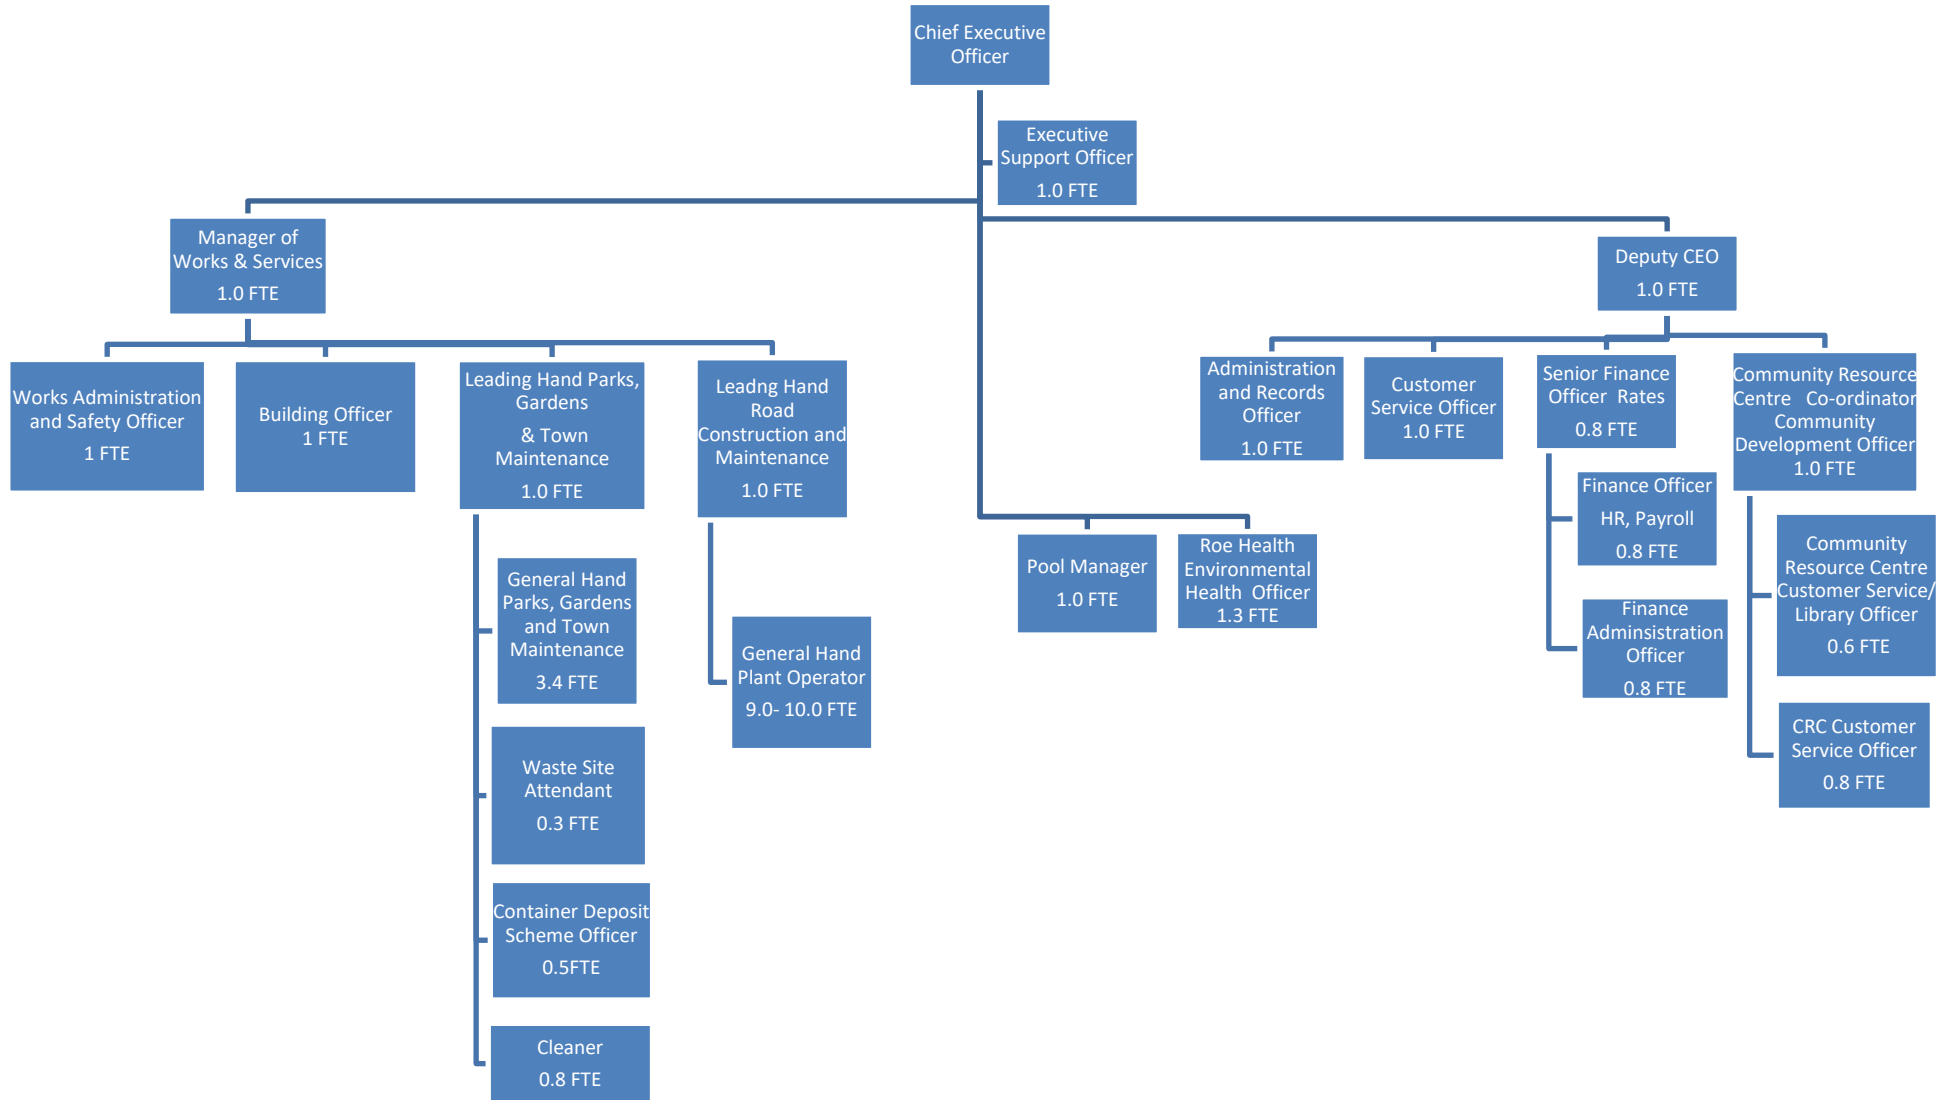 Chief Executive
Officer
Executive
Support Officer
1.0 FTE
Manager of
Works & Services
1.0 FTE
Deputy CEO
1.0 FTE
Works Administration
and Safety Officer
1 FTE
Building Officer
1 FTE
Leading Hand Parks,
Gardens
& Town
Maintenance
1.0 FTE
Leadng Hand
Road
Construction and
Maintenance
1.0 FTE
Administration
and Records
Officer
1.0 FTE
Customer
Service Officer
1.0 FTE
Senior Finance
Officer Rates
0.8 FTE
Community Resource
Centre Co-ordinator
Community
Development Officer
1.0 FTE
Finance Officer
HR, Payroll
0.8 FTE
Finance
Adminsistration
Officer
0.8 FTE
Community
Resource Centre
Customer Service/
Library Officer
0.6 FTE
CRC Customer
Service Officer
0.8 FTE
Pool Manager
1.0 FTE
Roe Health
Environmental
Health Officer
1.3 FTE
General Hand
Parks, Gardens
and Town
Maintenance
3.4 FTE
General Hand
Plant Operator
9.0- 10.0 FTE
Waste Site
Attendant
0.3 FTE
Container Deposit
Scheme Officer
0.5FTE
Cleaner
0.8 FTE